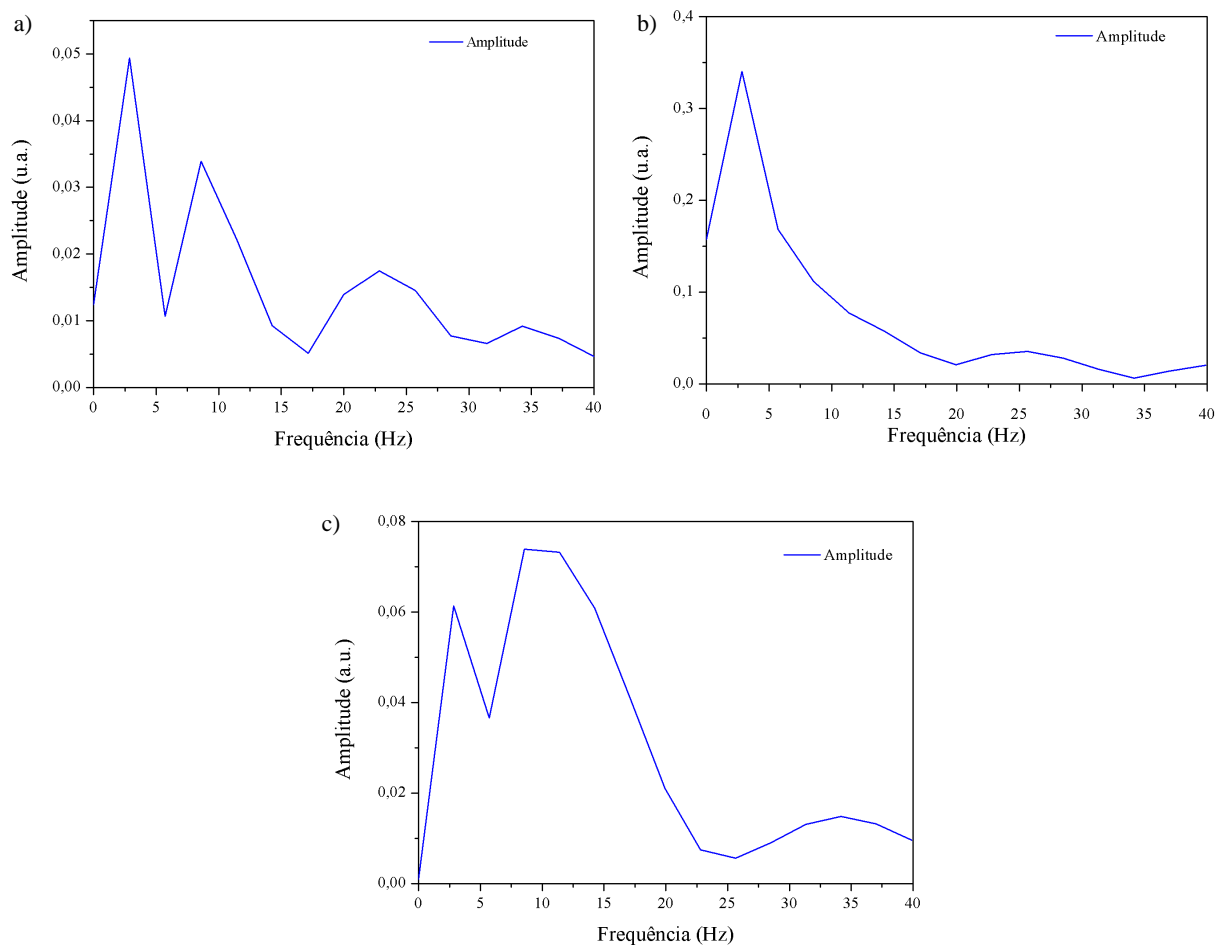 a)
Amplitude
0,05
0,04
0,03
0,02
0,01
0,00
0 5 10 15 20 25 30 35 40
Amplitude (u.a.)
Frequência (Hz)
b)
Amplitude
0,4
0,3
0,2
0,1
0,0
0 5 10 15 20 25 30 35 40
Amplitude (u.a.)
Frequência (Hz)
c)
Amplitude
0,08
0,06
0,04
0,02
0,00
0 5 10 15 20 25 30 35 40
Amplitude (a.u.)
Frequência (Hz)